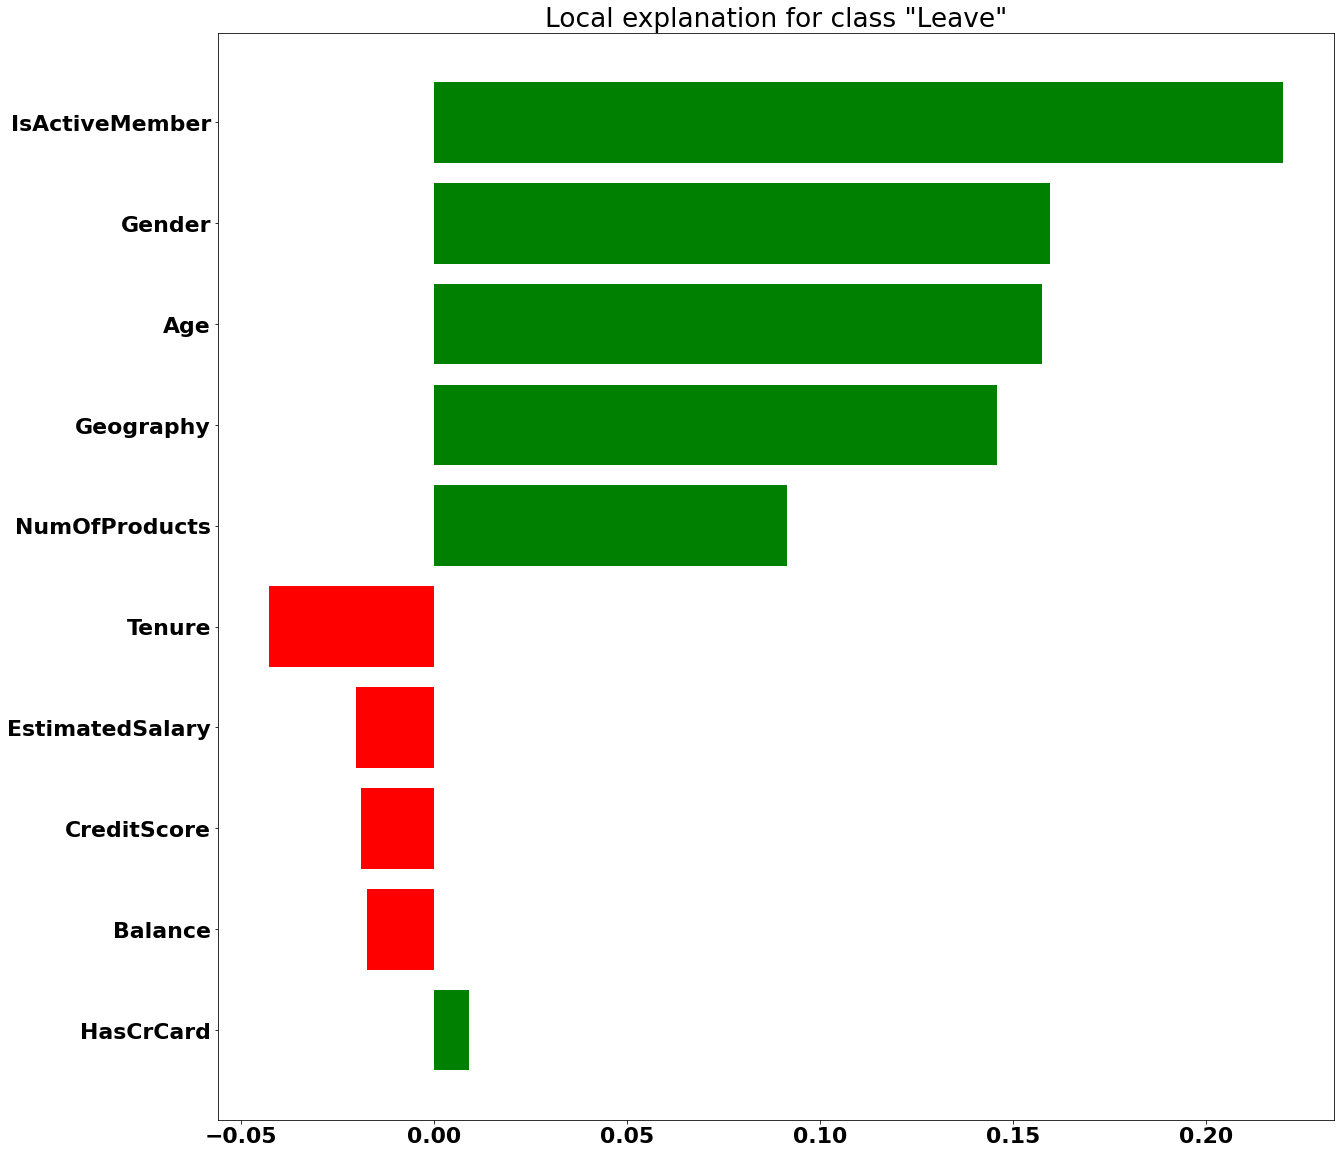 Local explanation for class "Leave"
IsActiveMember
Gender
Age
Geography
NumOfProducts
Tenure
EstimatedSalary
CreditScore
Balance
HasCrCard
−0.05 0.00 0.05 0.10 0.15 0.20